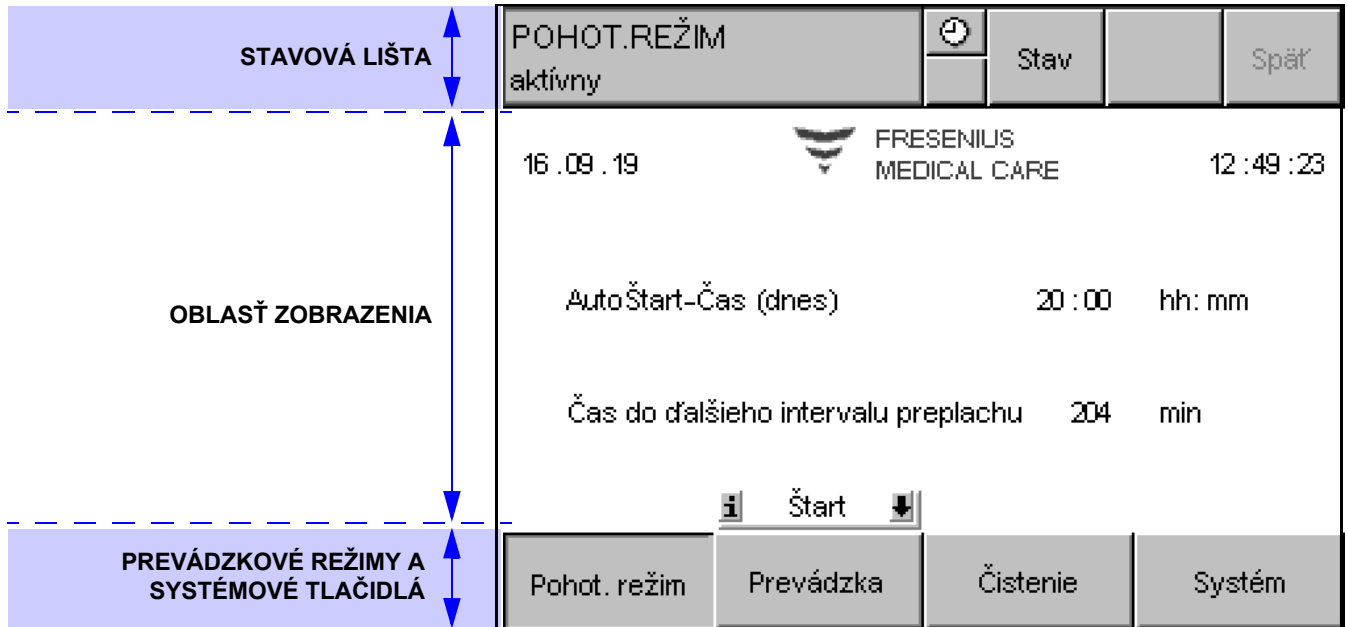 STAVOVÁ LIŠTA
POHOT.REŽIM
aktívny
Stav
Späť
OBLASŤ ZOBRAZENIA
16 .09 . 19
FRESENIUS
MEDICAL CARE
12 :49 :23
AutoŠtart-Čas (dnes) 20 : 00 hh: mm
Čas do ďalšieho intervalu preplachu 204 min
i Štart
PREVÁDZKOVÉ REŽIMY A
SYSTÉMOVÉ TLAČIDLÁ
Pohot. režim
Prevádzka
Čistenie
Systém